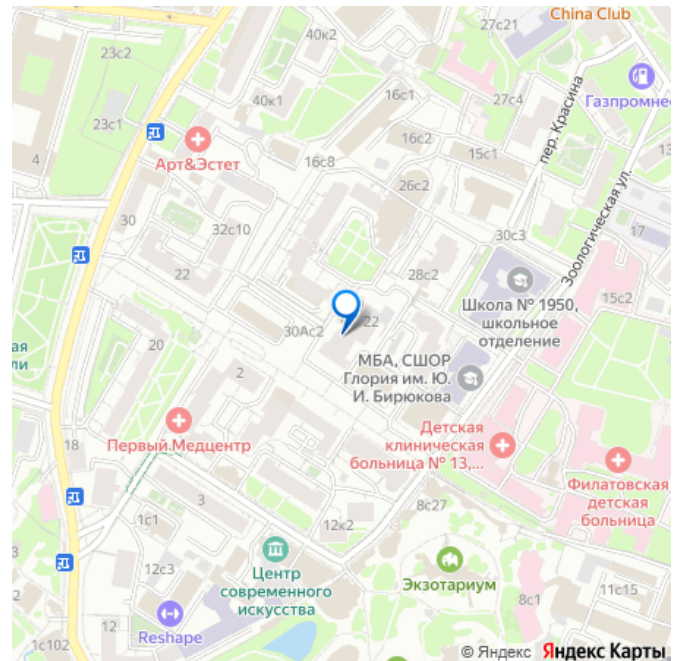 China Club
27с21
40к2
23с2
Газпромнес
пер. Красина
16с1
27с4
40к1
23с1
13
4
Арт&Эстет
16с2
15с1
16с8
26с2
Зоологическая ул.
30
32с10
30с3
17
22
28с2
15с2
Школа № 1950,
школьное
отделение
22
30Ас2
ая
ли
20
МБА, СШОР
Глория им. Ю.
И. Бирюкова
2
Детская
клиническая
больница № 13,...
Первый.Медцентр
18
Филатовская
детская
больница
3
8с27
1с1
12к2
12с3
Центр
современного
искусства
Экзотариум
11с15
8с1
Reshape
1с102
© Яндекс Яндекс Карты